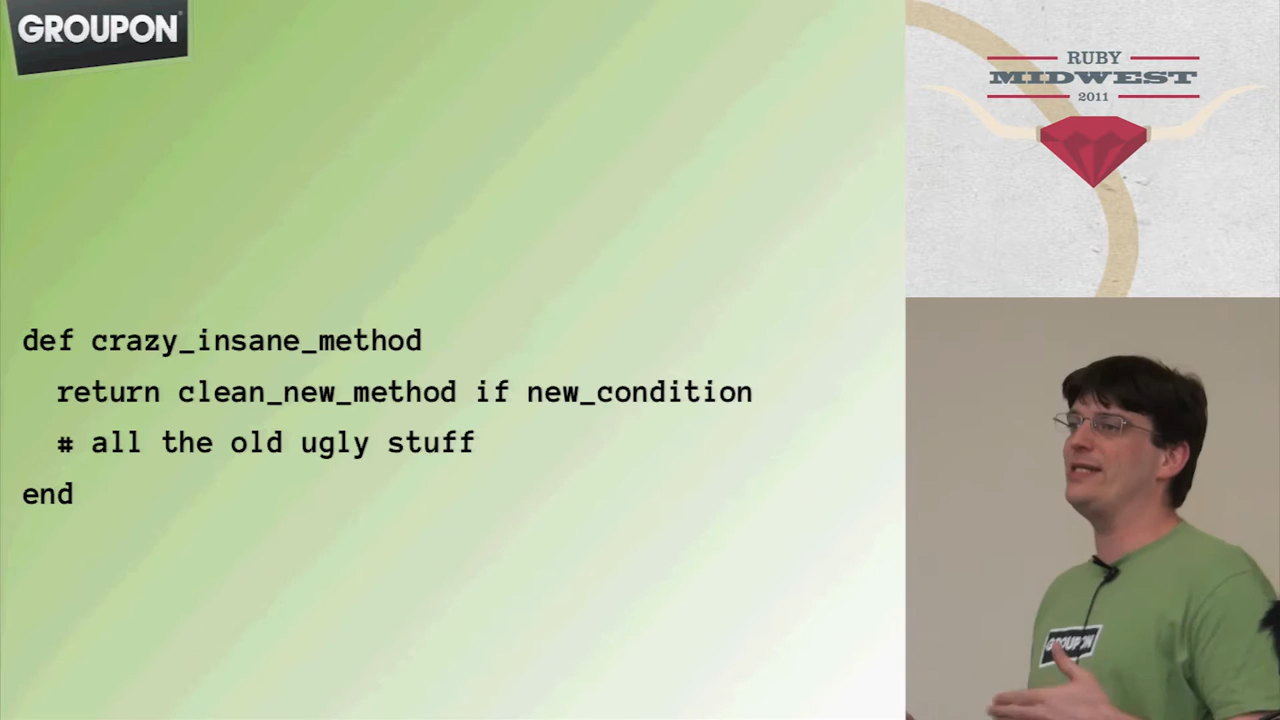 GROUPON
def crazy_insane_method
  return clean_new_method if new_condition
  # all the old ugly stuff
end
RUBY
MIDWEST
2011
GROUPON